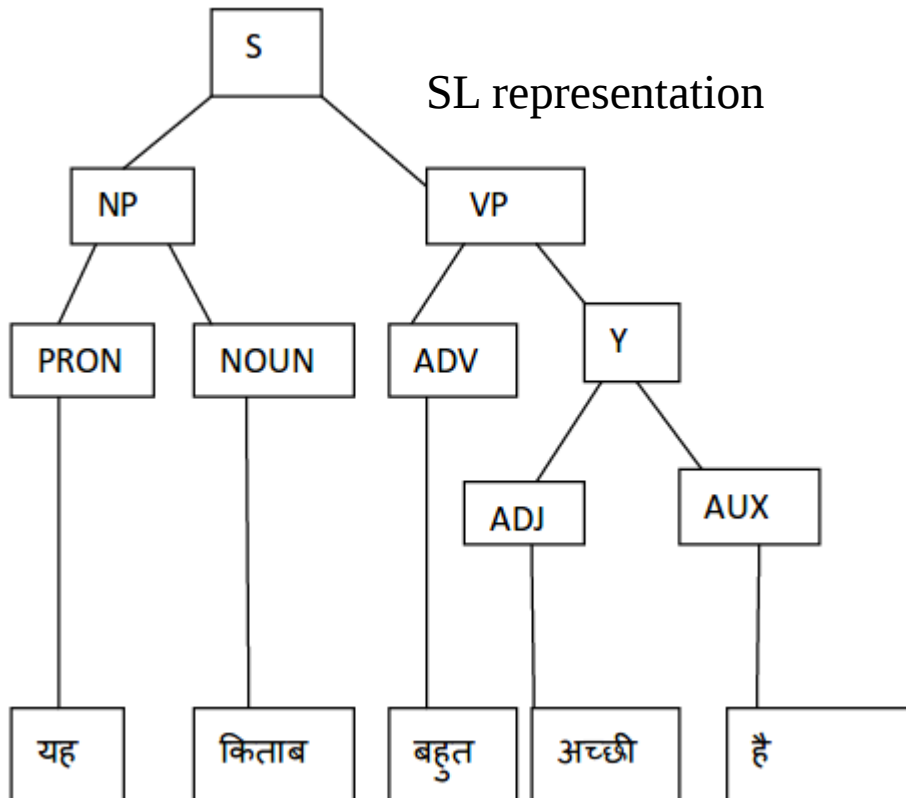 S
SL representation
NP VP
PRON NOUN ADV Y
ADJ AUX
यह किताब बहुत अच्छी है